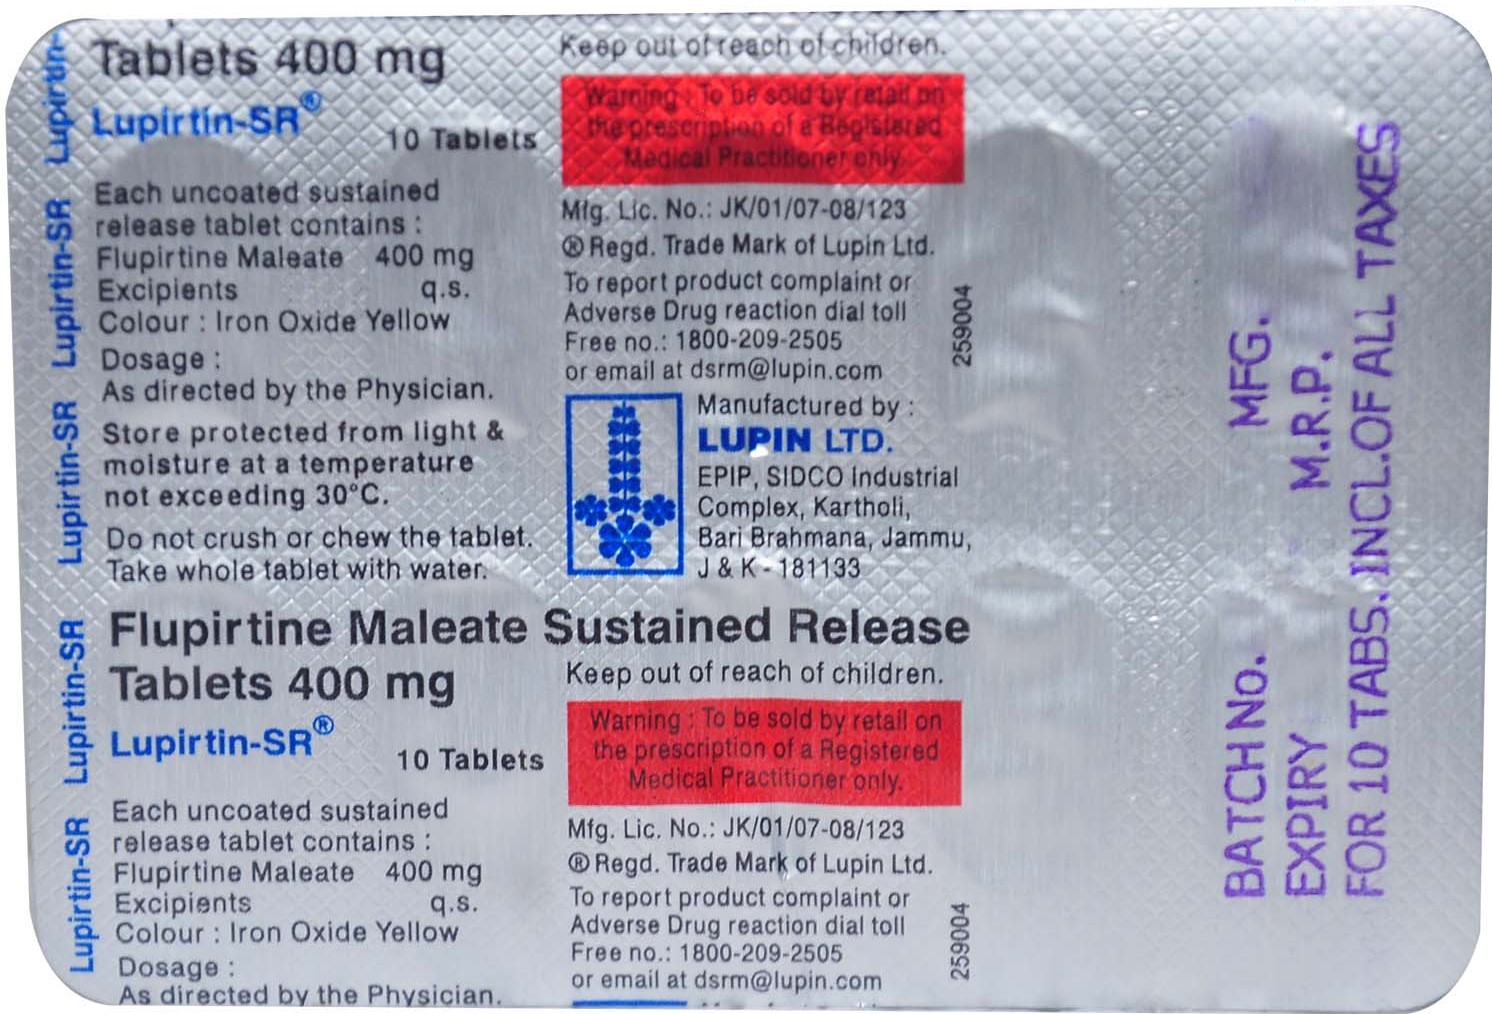 Tablets 400 mg
Lupirtin-SR®
10 Tablets
Each uncoated sustained
release tablet contains :
Flupirtine Maleate 400 mg
Excipients q.s.
Colour : Iron Oxide Yellow
Dosage :
As directed by the Physician.
Store protected from light &
moisture at a temperature
not exceeding 30°C.
Do not crush or chew the tablet.
Take whole tablet with water.
Keep out of reach of children.
Warning : To be sold by retail on
the prescription of a Registered
Medical Practitioner only.
Mfg. Lic. No.: JK/01/07-08/123
® Regd. Trade Mark of Lupin Ltd.
To report product complaint or
Adverse Drug reaction dial toll
Free no.: 1800-209-2505
or email at dsrm@lupin.com
259004
Manufactured by :
LUPIN LTD.
EPIP, SIDCO Industrial
Complex, Kartholi,
Bari Brahmana, Jammu,
J & K - 181133
Flupirtine Maleate Sustained Release
Tablets 400 mg
Lupirtin-SR®
10 Tablets
Each uncoated sustained
release tablet contains :
Flupirtine Maleate 400 mg
Excipients q.s.
Colour : Iron Oxide Yellow
Dosage :
As directed by the Physician.
Keep out of reach of children.
Warning : To be sold by retail on
the prescription of a Registered
Medical Practitioner only.
Mfg. Lic. No.: JK/01/07-08/123
® Regd. Trade Mark of Lupin Ltd.
To report product complaint or
Adverse Drug reaction dial toll
Free no.: 1800-209-2505
or email at dsrm@lupin.com
259004
Lupirtin-SR Lupirtin-SR Lupirtin-SR Lupirtin-SR Lupirtin-
BATCH No. MFG.
EXPIRY M.R.P.
FOR 10 TABS. INCL.OF ALL TAXES